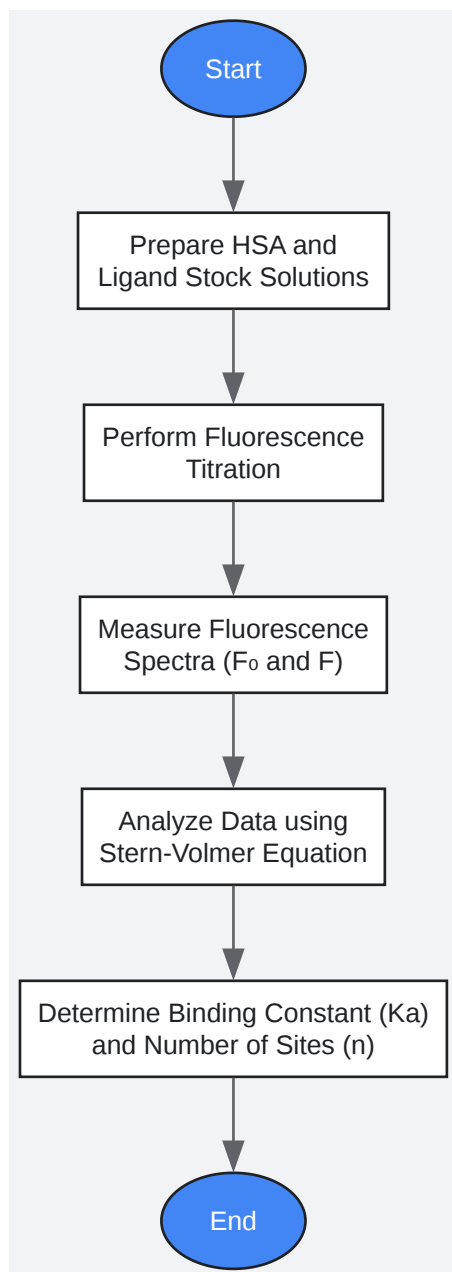 Start
Prepare HSA and
Ligand Stock Solutions
Perform Fluorescence
Titration
Measure Fluorescence
Spectra (F₀ and F)
Analyze Data using
Stern-Volmer Equation
Determine Binding Constant (Ka)
and Number of Sites (n)
End